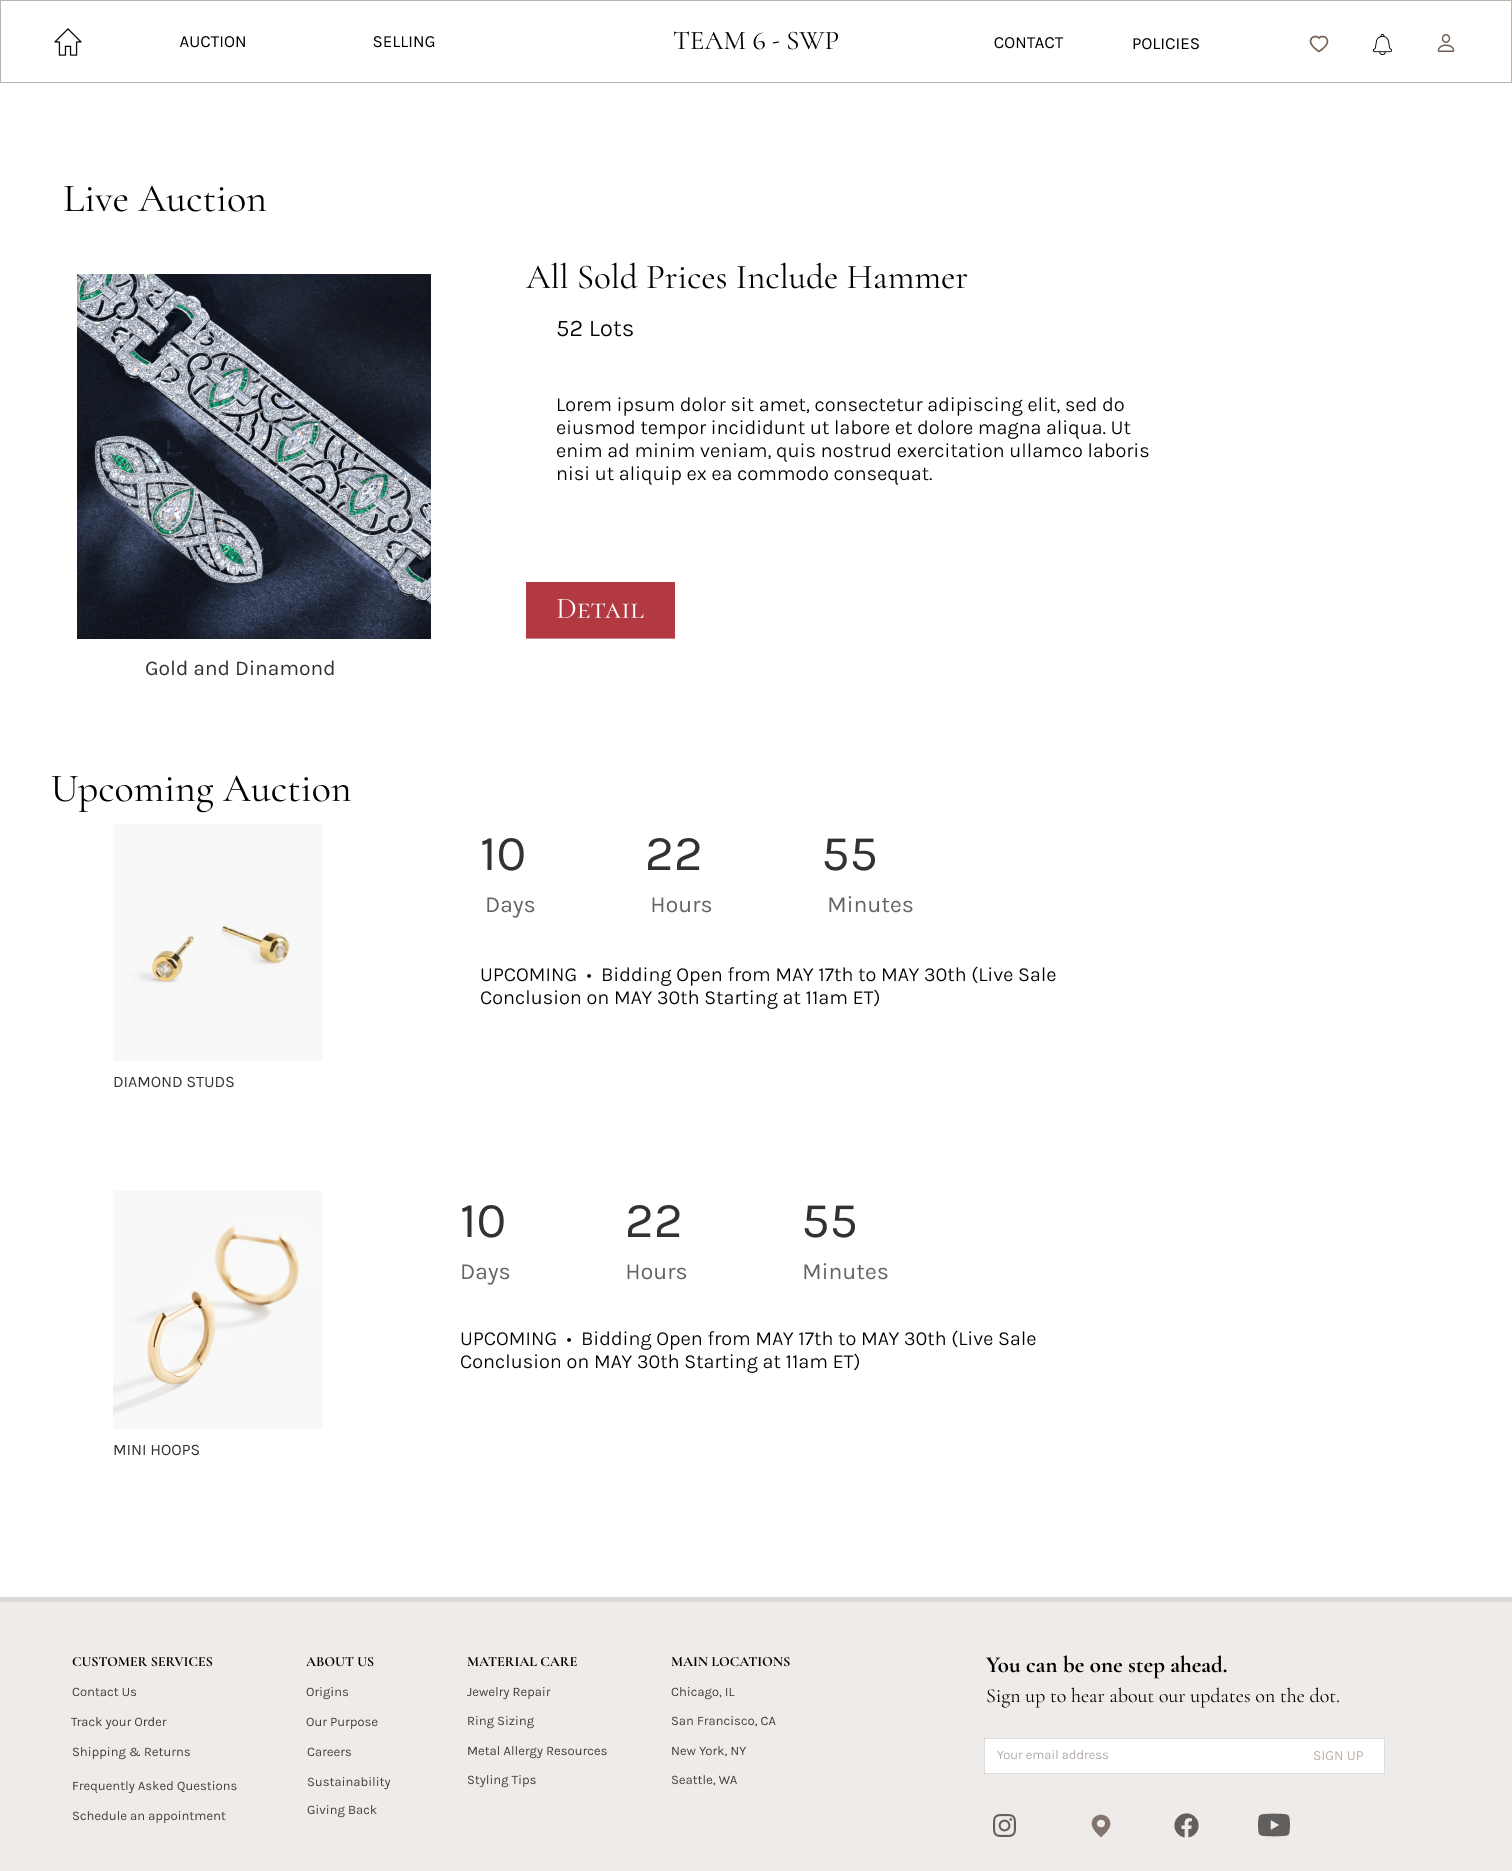 AUCTION
SELLING
TEAM 6 - SWP
CONTACT
POLICIES
Live Auction
All Sold Prices Include Hammer
52 Lots
Lorem ipsum dolor sit amet, consectetur adipiscing elit, sed do
eiusmod tempor incididunt ut labore et dolore magna aliqua. Ut
enim ad minim veniam, quis nostrud exercitation ullamco laboris
nisi ut aliquip ex ea commodo consequat.
DETAIL
Gold and Dinamond
Upcoming Auction
10 22 55
Days Hours Minutes
UPCOMING • Bidding Open from MAY 17th to MAY 30th (Live Sale
Conclusion on MAY 30th Starting at 11am ET)
DIAMOND STUDS
10 22 55
Days Hours Minutes
UPCOMING • Bidding Open from MAY 17th to MAY 30th (Live Sale
Conclusion on MAY 30th Starting at 11am ET)
MINI HOOPS
CUSTOMER SERVICES
Contact Us
Track your Order
Shipping & Returns
Frequently Asked Questions
Schedule an appointment
ABOUT US
Origins
Our Purpose
Careers
Sustainability
Giving Back
MATERIAL CARE
Jewelry Repair
Ring Sizing
Metal Allergy Resources
Styling Tips
MAIN LOCATIONS
Chicago, IL
San Francisco, CA
New York, NY
Seattle, WA
You can be one step ahead.
Sign up to hear about our updates on the dot.
Your email address
SIGN UP